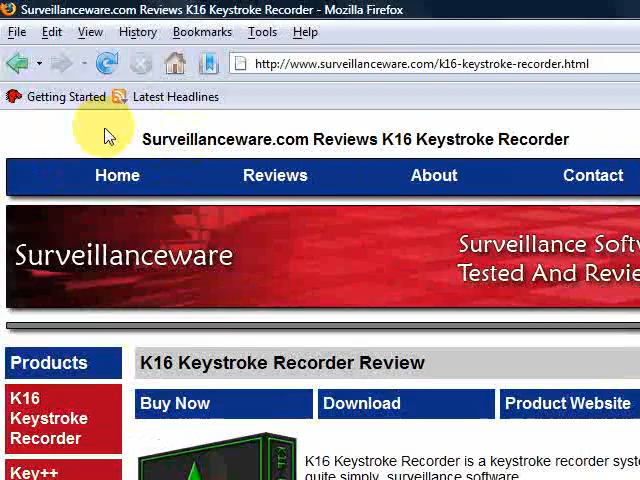 Surveillanceware.com Reviews K16 Keystroke Recorder - Mozilla Firefox
File Edit View History Bookmarks Tools Help
http://www.surveillanceware.com/k16-keystroke-recorder.html
Getting Started Latest Headlines
Surveillanceware.com Reviews K16 Keystroke Recorder
Home Reviews About Contact
Surveillanceware
Surveillance Soft
Tested And Revie
Products
K16 Keystroke Recorder Review
K16
Keystroke
Recorder
Key++
Buy Now Download Product Website
K16 Keystroke Recorder is a keystroke recorder syste
quite simply, surveillance software